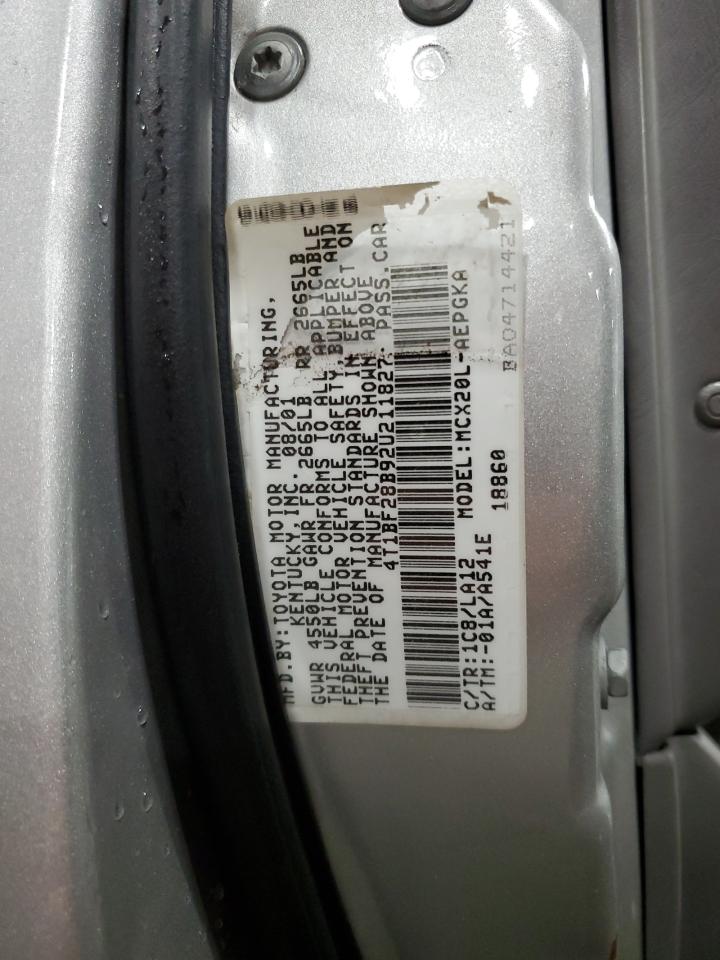 MFD. BY: TOYOTA MOTOR MANUFACTURING,
KENTUCKY, INC. 08/01
GVWR 4550LB GAWR FR 2665LB RR 2665LB
THIS VEHICLE CONFORMS TO ALL APPLICABLE
FEDERAL MOTOR VEHICLE SAFETY, BUMPER AND
THEFT PREVENTION STANDARDS IN EFFECT ON
THE DATE OF MANUFACTURE SHOWN ABOVE.
4T1BF28B92U211827 PASS. CAR
C/TR:1C8/LA12 MODEL:MCX20L-AEPGKA
A/TM:-01A/A541E 18860
BA04714421